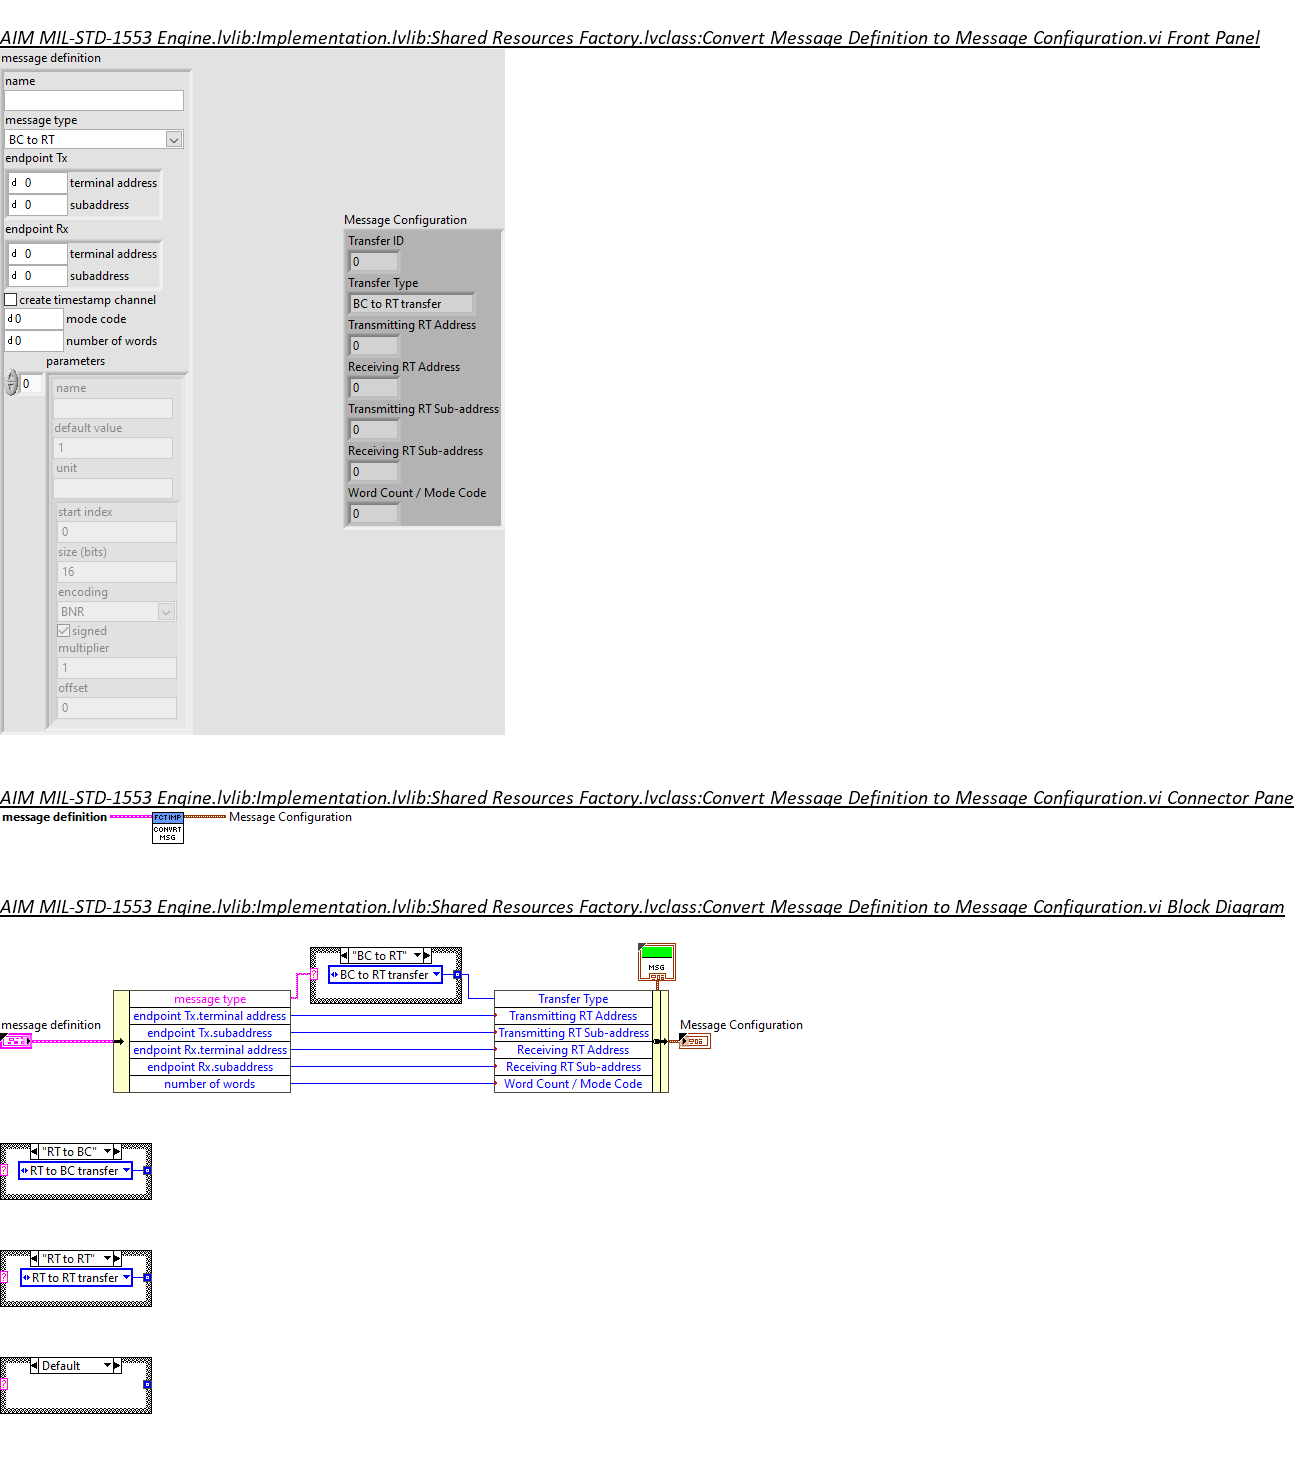 AIM MIL-STD-1553 Engine.lvlib:Implementation.lvlib:Shared Resources Factory.lvclass:Convert Message Definition to Message Configuration.vi Front Panel
message definition
name
message type
BC to RT
endpoint Tx
d 0 terminal address
d 0 subaddress
endpoint Rx
d 0 terminal address
d 0 subaddress
create timestamp channel
d 0 mode code
d 0 number of words
parameters
0
name
default value
1
unit
start index
0
size (bits)
16
encoding
BNR
signed
multiplier
1
offset
0
Message Configuration
Transfer ID
0
Transfer Type
BC to RT transfer
Transmitting RT Address
0
Receiving RT Address
0
Transmitting RT Sub-address
0
Receiving RT Sub-address
0
Word Count / Mode Code
0
AIM MIL-STD-1553 Engine.lvlib:Implementation.lvlib:Shared Resources Factory.lvclass:Convert Message Definition to Message Configuration.vi Connector Pane
message definition
FCT IMP
CONVRT
MSG
Message Configuration
AIM MIL-STD-1553 Engine.lvlib:Implementation.lvlib:Shared Resources Factory.lvclass:Convert Message Definition to Message Configuration.vi Block Diagram
"BC to RT"
?
BC to RT transfer
MSG
message definition
message type
endpoint Tx.terminal address
endpoint Tx.subaddress
endpoint Rx.terminal address
endpoint Rx.subaddress
number of words
Transfer Type
Transmitting RT Address
Transmitting RT Sub-address
Receiving RT Address
Receiving RT Sub-address
Word Count / Mode Code
Message Configuration
"RT to BC"
?
RT to BC transfer
"RT to RT"
?
RT to RT transfer
Default
?